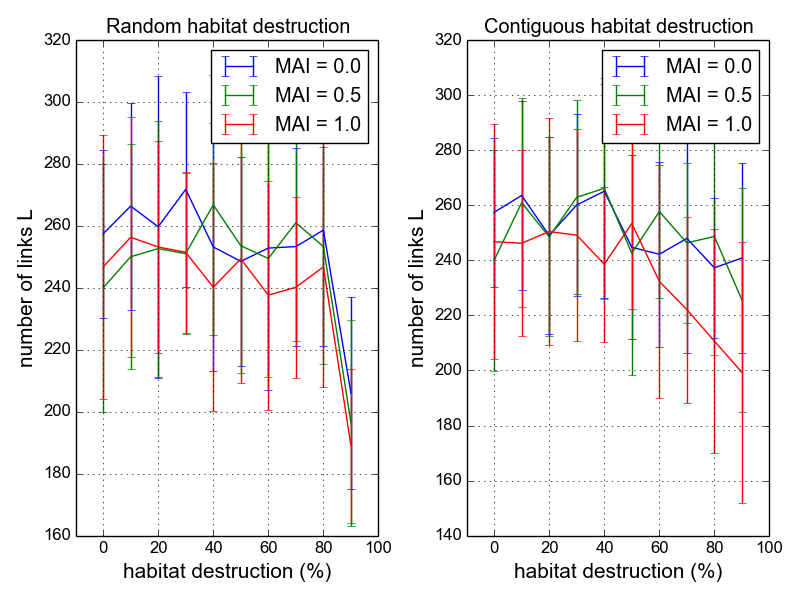 Random habitat destruction
320
300
280
260
240
220
200
180
160
number of links L
0
20
40
60
80
100
habitat destruction (%)
MAI = 0.0
MAI = 0.5
MAI = 1.0
Contiguous habitat destruction
320
300
280
260
240
220
200
180
160
140
number of links L
0
20
40
60
80
100
habitat destruction (%)
MAI = 0.0
MAI = 0.5
MAI = 1.0